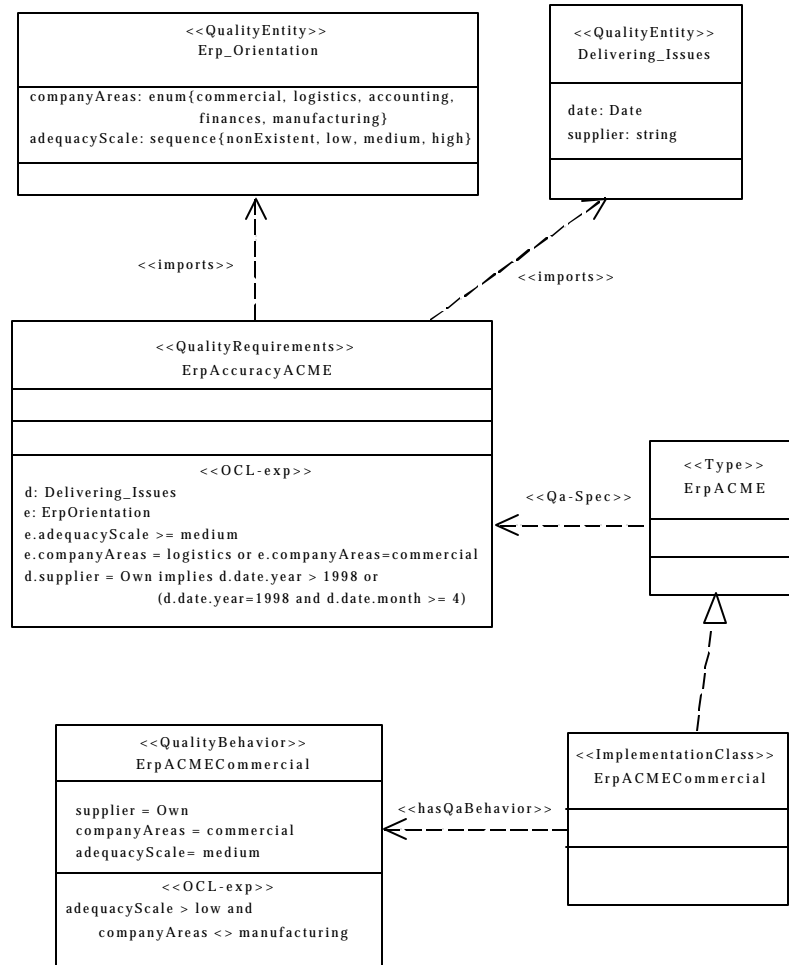 <<QualityEntity>>
Erp_Orientation
companyAreas: enum{commercial, logistics, accounting,
finances, manufacturing}
adequacyScale: sequence{nonExistent, low, medium, high}
<<QualityEntity>>
Delivering_Issues
date: Date
supplier: string
<<imports>>
<<imports>>
<<QualityRequirements>>
ErpAccuracyACME
<<OCL-exp>>
d: Delivering_Issues
e: ErpOrientation
e.adequacyScale >= medium
e.companyAreas = logistics or e.companyAreas=commercial
d.supplier = Own implies d.date.year > 1998 or
(d.date.year=1998 and d.date.month >= 4)
<<Qa-Spec>>
<<Type>>
ErpACME
<<QualityBehavior>>
ErpACMECommercial
supplier = Own
companyAreas = commercial
adequacyScale= medium
<<OCL-exp>>
adequacyScale > low and
companyAreas <> manufacturing
<<hasQaBehavior>>
<<ImplementationClass>>
ErpACMECommercial